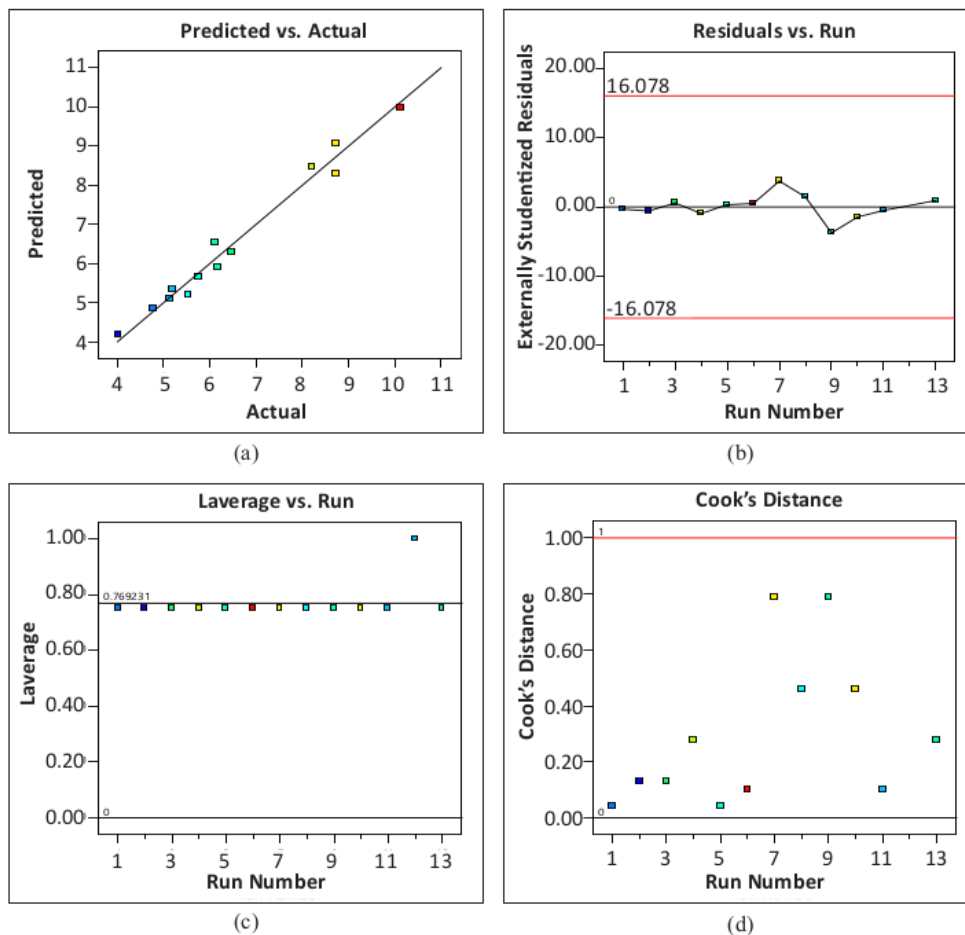 Predicted vs. Actual
11
10
9
8
7
6
5
4
Predicted
4 5 6 7 8 9 10 11
Actual
(a)
Residuals vs. Run
20.00
16.078
10.00
0.00
0
-10.00
-16.078
-20.00
Externally Studentized Residuals
1 3 5 7 9 11 13
Run Number
(b)
Laverage vs. Run
1.00
0.80
0.769231
0.60
0.40
0.20
0.00
0
Laverage
1 3 5 7 9 11 13
Run Number
(c)
Cook's Distance
1.00
1
0.80
0.60
0.40
0.20
0.00
0
Cook's Distance
1 3 5 7 9 11 13
Run Number
(d)